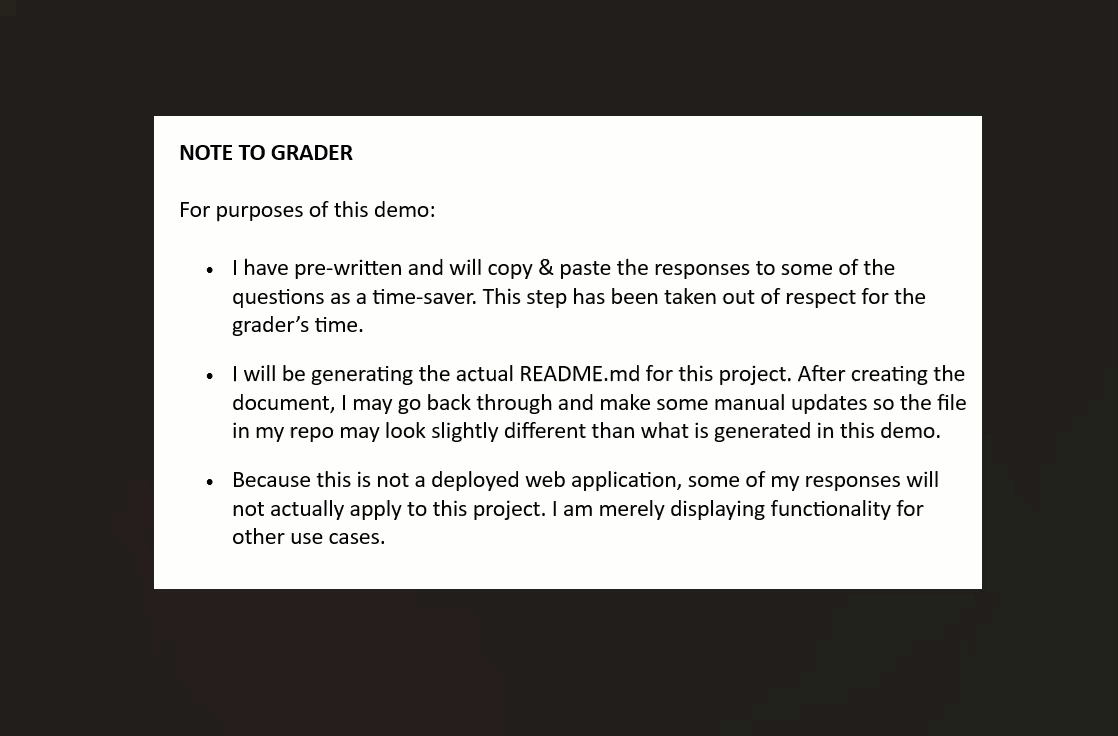 NOTE TO GRADER
For purposes of this demo:
• I have pre-written and will copy & paste the responses to some of the
questions as a time-saver. This step has been taken out of respect for the
grader’s time.
• I will be generating the actual README.md for this project. After creating the
document, I may go back through and make some manual updates so the file
in my repo may look slightly different than what is generated in this demo.
• Because this is not a deployed web application, some of my responses will
not actually apply to this project. I am merely displaying functionality for
other use cases.